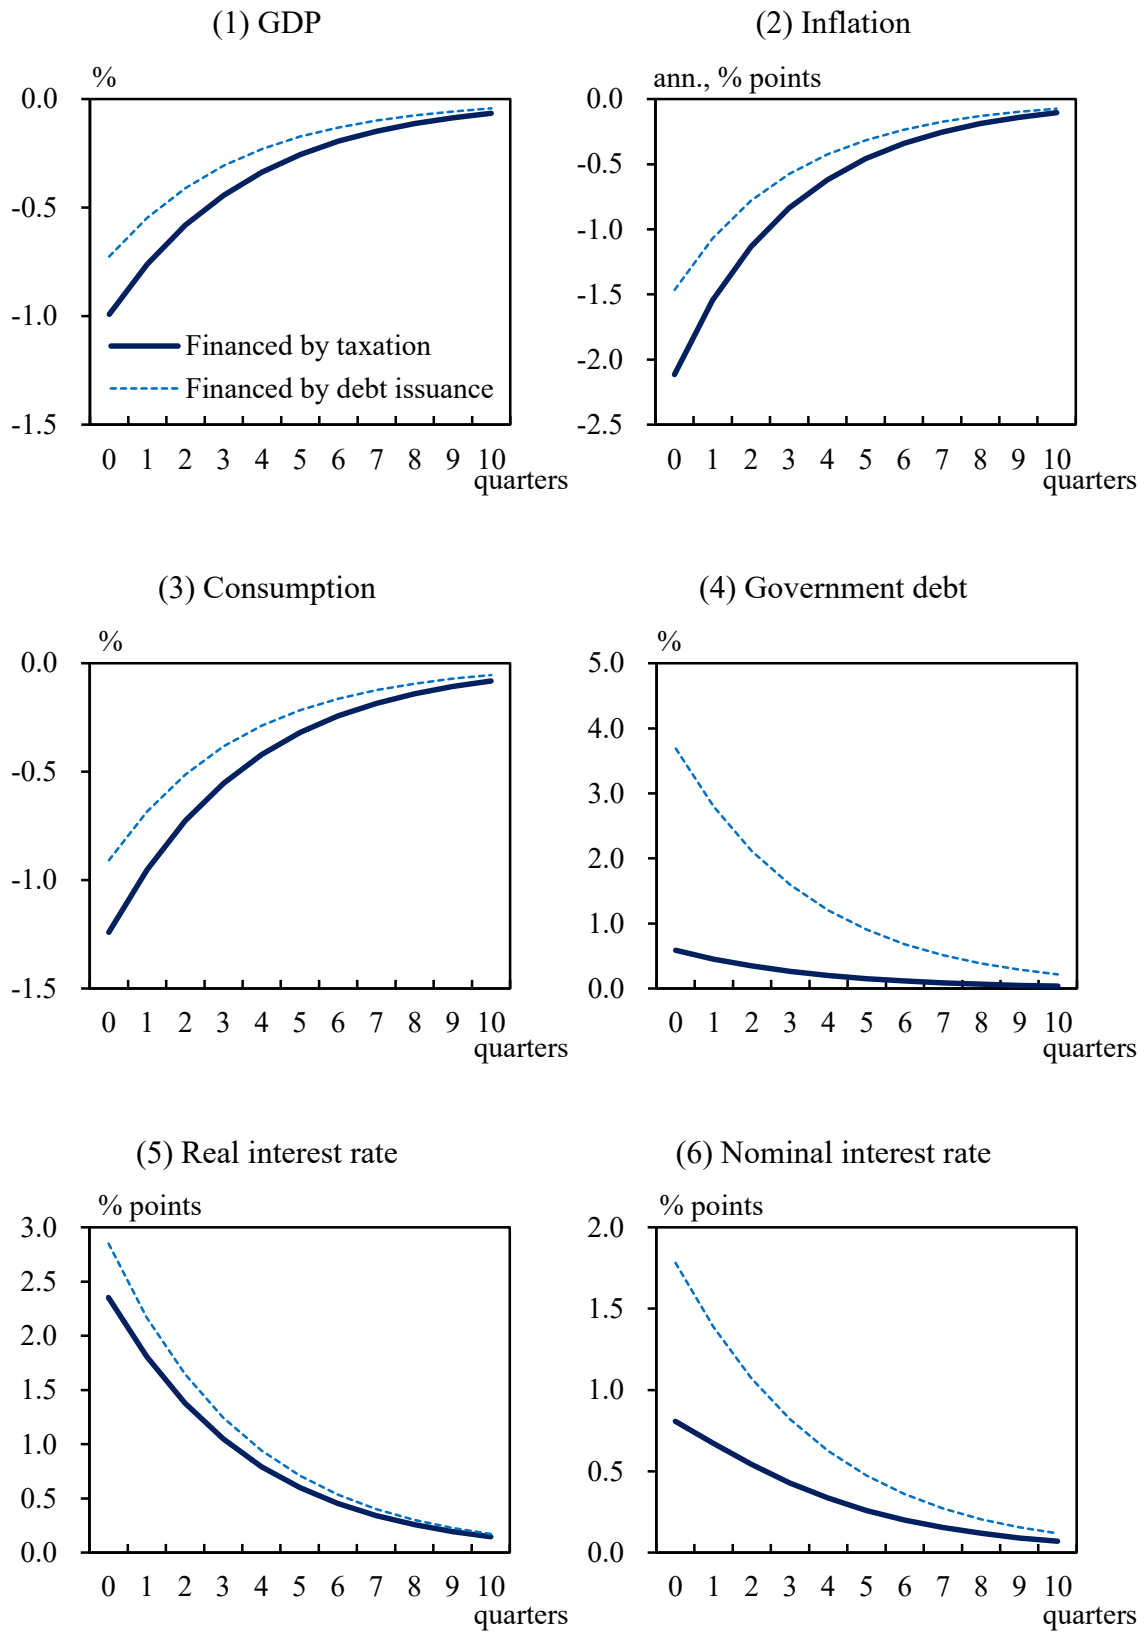 (1) GDP
%
0.0
-0.5
-1.0
-1.5
Financed by taxation
Financed by debt issuance
0 1 2 3 4 5 6 7 8 9 10
quarters
(2) Inflation
ann., % points
0.0
-0.5
-1.0
-1.5
-2.0
-2.5
0 1 2 3 4 5 6 7 8 9 10
quarters
(3) Consumption
%
0.0
-0.5
-1.0
-1.5
0 1 2 3 4 5 6 7 8 9 10
quarters
(4) Government debt
%
5.0
4.0
3.0
2.0
1.0
0.0
0 1 2 3 4 5 6 7 8 9 10
quarters
(5) Real interest rate
% points
3.0
2.5
2.0
1.5
1.0
0.5
0.0
0 1 2 3 4 5 6 7 8 9 10
quarters
(6) Nominal interest rate
% points
2.0
1.5
1.0
0.5
0.0
0 1 2 3 4 5 6 7 8 9 10
quarters